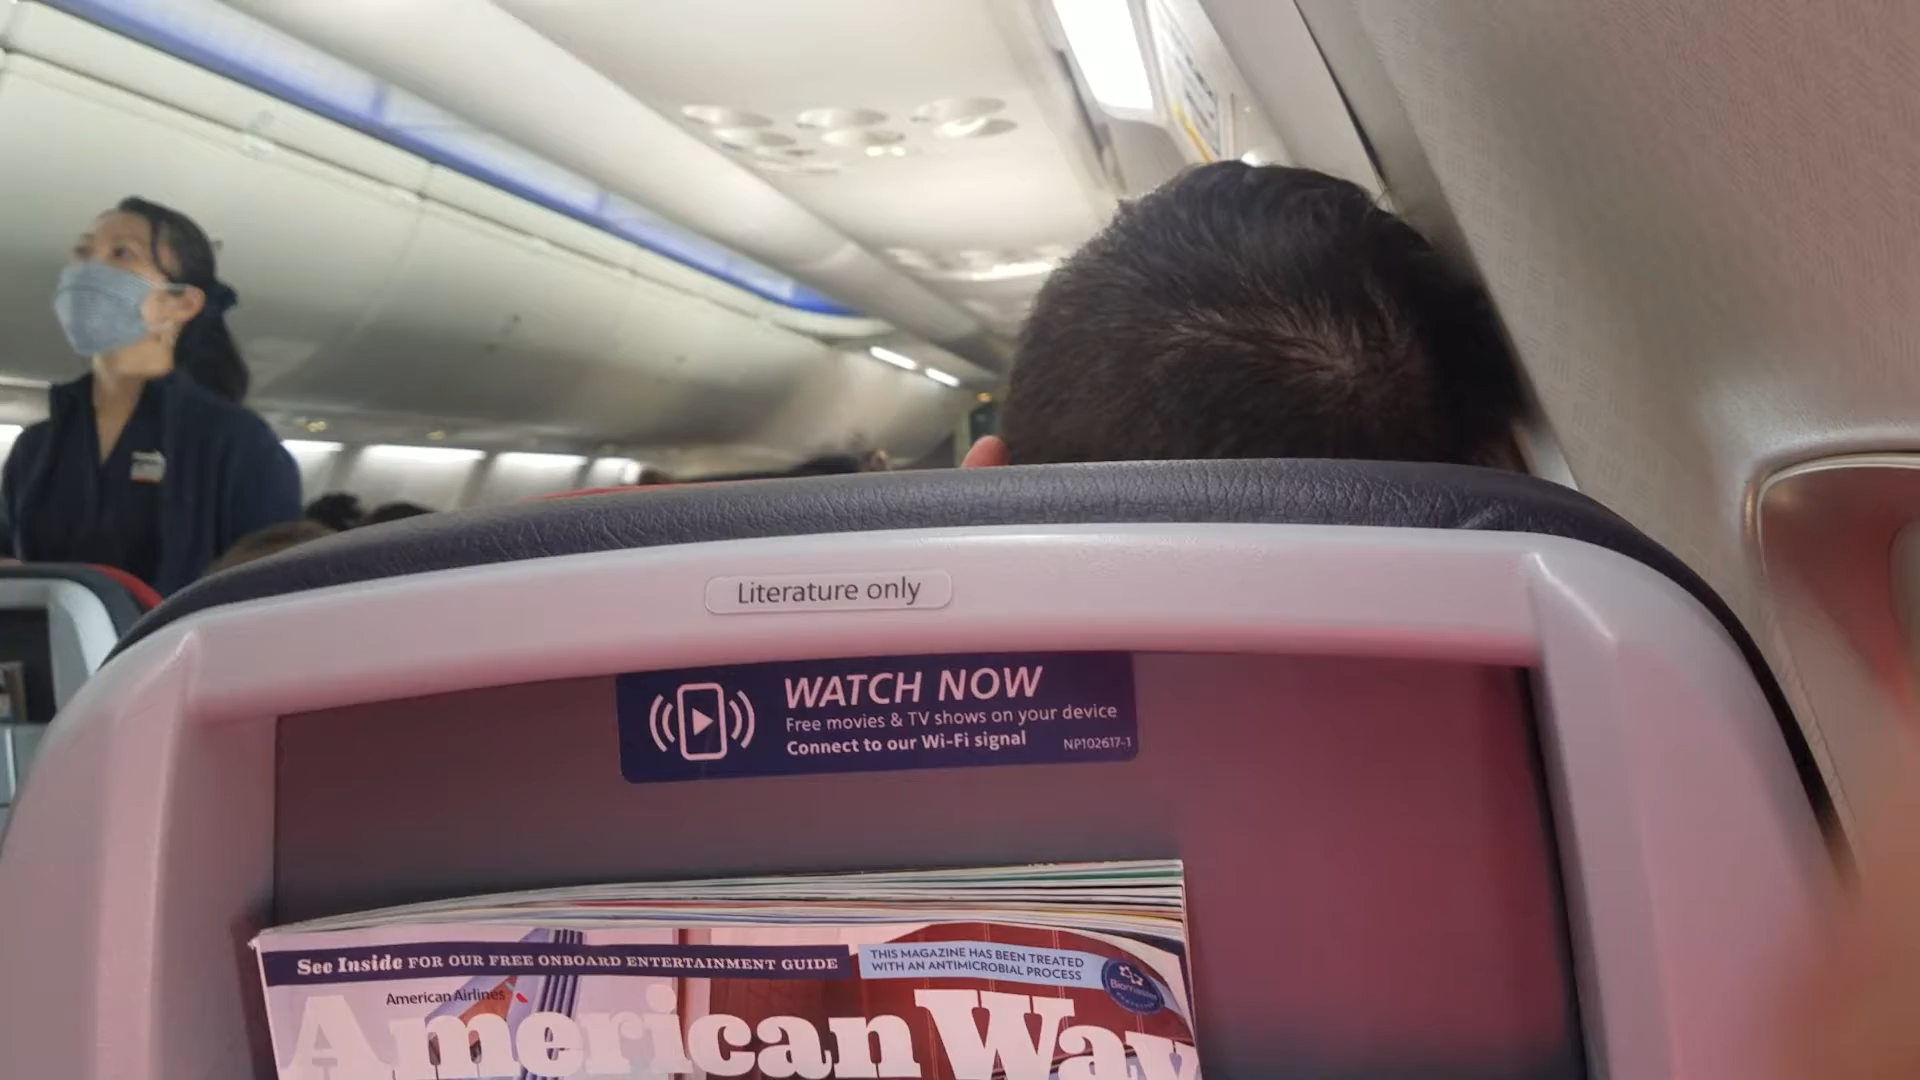 Literature only
WATCH NOW
Free movies & TV shows on your device
Connect to our Wi-Fi signal
NP102617-1
See Inside FOR OUR FREE ONBOARD ENTERTAINMENT GUIDE
THIS MAGAZINE HAS BEEN TREATED
WITH AN ANTIMICROBIAL PROCESS
American Airlines
American Way